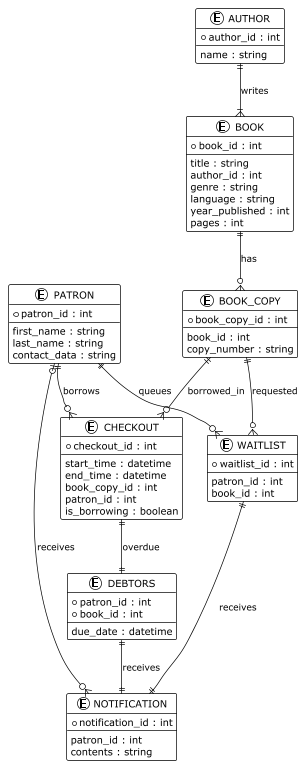 E AUTHOR
author_id : int
name : string
writes
E BOOK
book_id : int
title : string
author_id : int
genre : string
language : string
year_published : int
pages : int
has
E PATRON
patron_id : int
first_name : string
last_name : string
contact_data : string
E BOOK_COPY
book_copy_id : int
book_id : int
copy_number : string
borrows
queues
borrowed_in
requested
E CHECKOUT
checkout_id : int
start_time : datetime
end_time : datetime
book_copy_id : int
patron_id : int
is_borrowing : boolean
E WAITLIST
waitlist_id : int
patron_id : int
book_id : int
receives
overdue
E DEBTORS
patron_id : int
book_id : int
due_date : datetime
receives
receives
E NOTIFICATION
notification_id : int
patron_id : int
contents : string